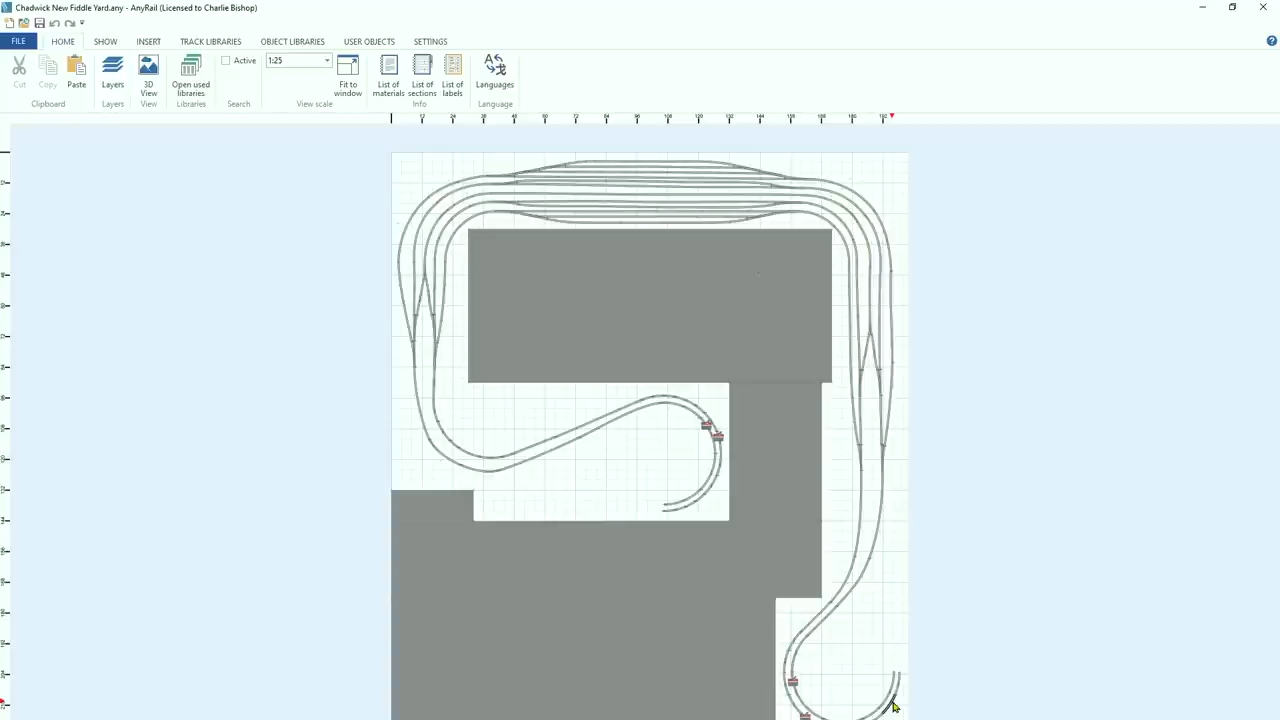 Chadwick New Fiddle Yard.any - AnyRail (Licensed to Charlie Bishop)
FILE HOME SHOW INSERT TRACK LIBRARIES OBJECT LIBRARIES USER OBJECTS SETTINGS
Cut Copy Paste Layers 3D View Open used libraries Active 1:25 Fit to window List of materials List of sections List of labels Languages
Clipboard Layers View Libraries Search View scale Info Language